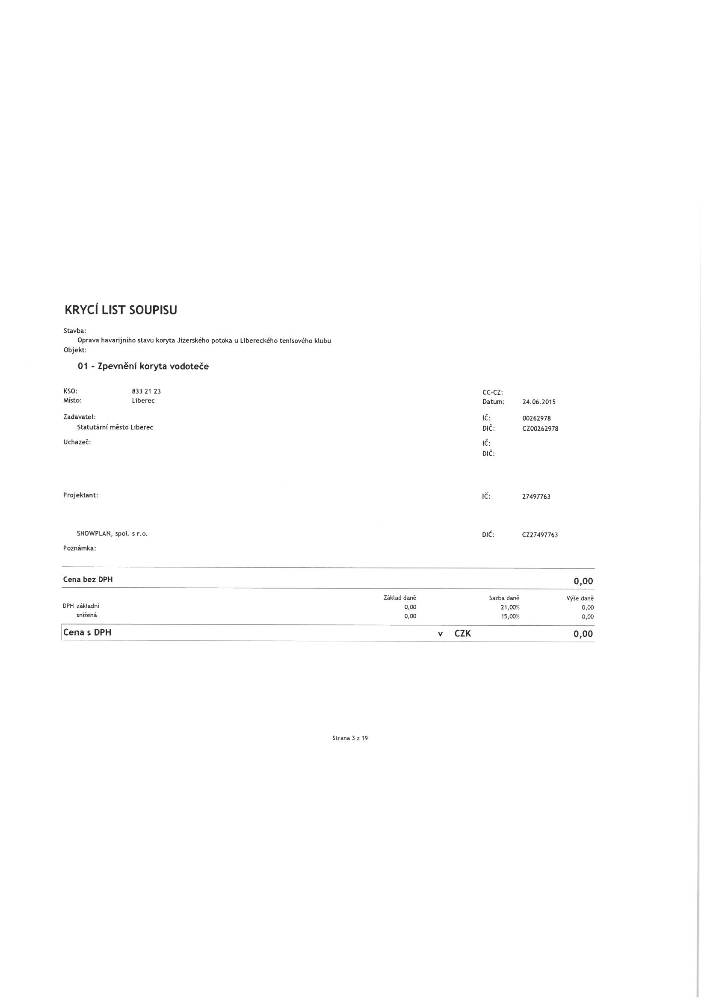 KRYCÍ LIST SOUPISU
Stavba:
Oprava havarijního stavu koryta Jizerského potoka u Libereckého tenisového klubu
Objekt:
01 - Zpevnění koryta vodoteče
KSO: 833 21 23 CC-CZ:
Místo: Liberec Datum: 24.06.2015
Zadavatel: IČ: 00262978
Statutární město Liberec DIČ: CZ00262978
Uchazeč: IČ:
DIČ:
Projektant: IČ: 27497763
SNOWPLAN, spol. s r.o. DIČ: CZ27497763
Poznámka:
Cena bez DPH 0,00
Základ daně Sazba daně Výše daně
DPH základní 0,00 21,00% 0,00
snížená 0,00 15,00% 0,00
Cena s DPH v CZK 0,00
Strana 3 z 19